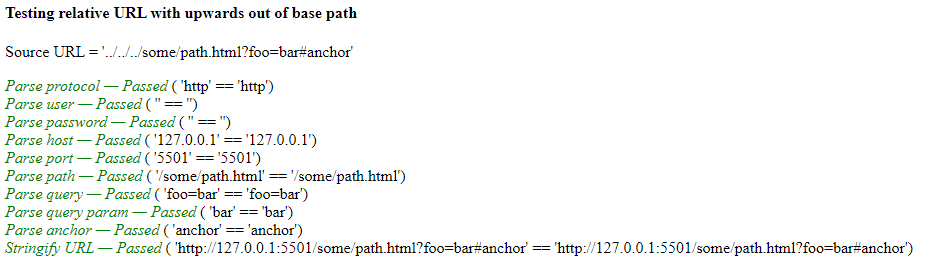 Testing relative URL with upwards out of base path
Source URL = '../../../some/path.html?foo=bar#anchor'
Parse protocol — Passed ( 'http' == 'http')
Parse user — Passed ( '' == '')
Parse password — Passed ( '' == '')
Parse host — Passed ( '127.0.0.1' == '127.0.0.1')
Parse port — Passed ( '5501' == '5501')
Parse path — Passed ( '/some/path.html' == '/some/path.html')
Parse query — Passed ( 'foo=bar' == 'foo=bar')
Parse query param — Passed ( 'bar' == 'bar')
Parse anchor — Passed ( 'anchor' == 'anchor')
Stringify URL — Passed ( 'http://127.0.0.1:5501/some/path.html?foo=bar#anchor' == 'http://127.0.0.1:5501/some/path.html?foo=bar#anchor')